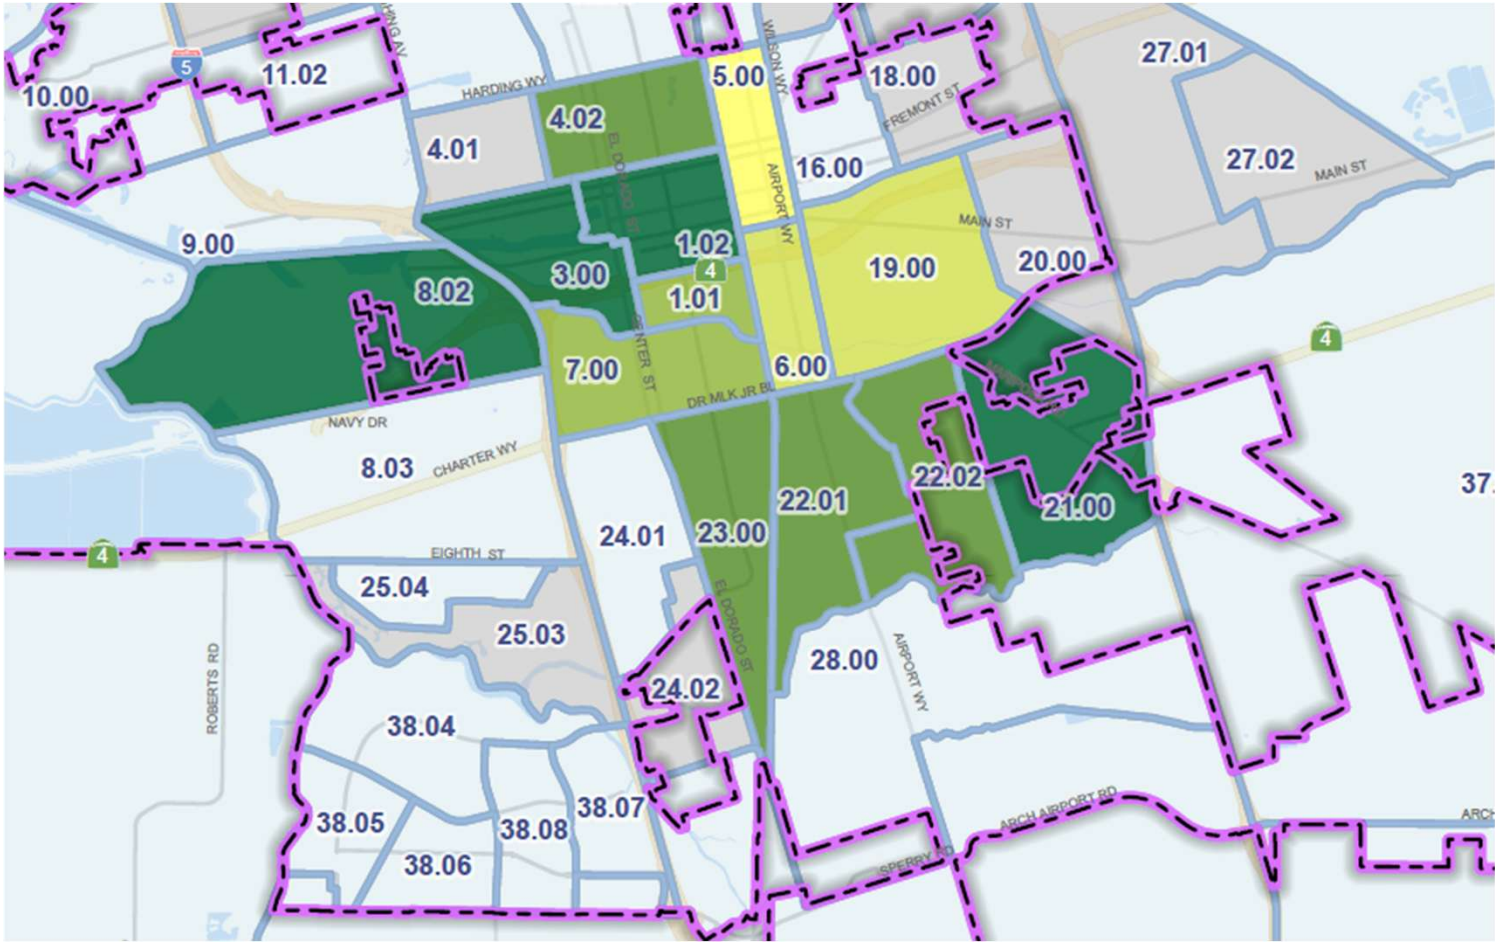 HING AV
WILSON WY
5
11.02
10.00
5.00
18.00
27.01
HARDING WY
FREMONT ST
4.02
4.01
EL DORADO ST
16.00
27.02
MAIN ST
AIRPORT WY
MAIN ST
9.00
1.02
3.00
4
19.00
20.00
8.02
1.01
CENTER ST
4
7.00
6.00
DR MLK JR BL
NAVY DR
CHARTER WY
8.03
22.02
37.
22.01
21.00
23.00
24.01
4
EIGHTH ST
25.04
EL DORADO ST
25.03
28.00
AIRPORT WY
ROBERTS RD
24.02
38.04
38.07
38.05
38.08
ARCH AIRPORT RD
ARCH
38.06
SPERRY RD